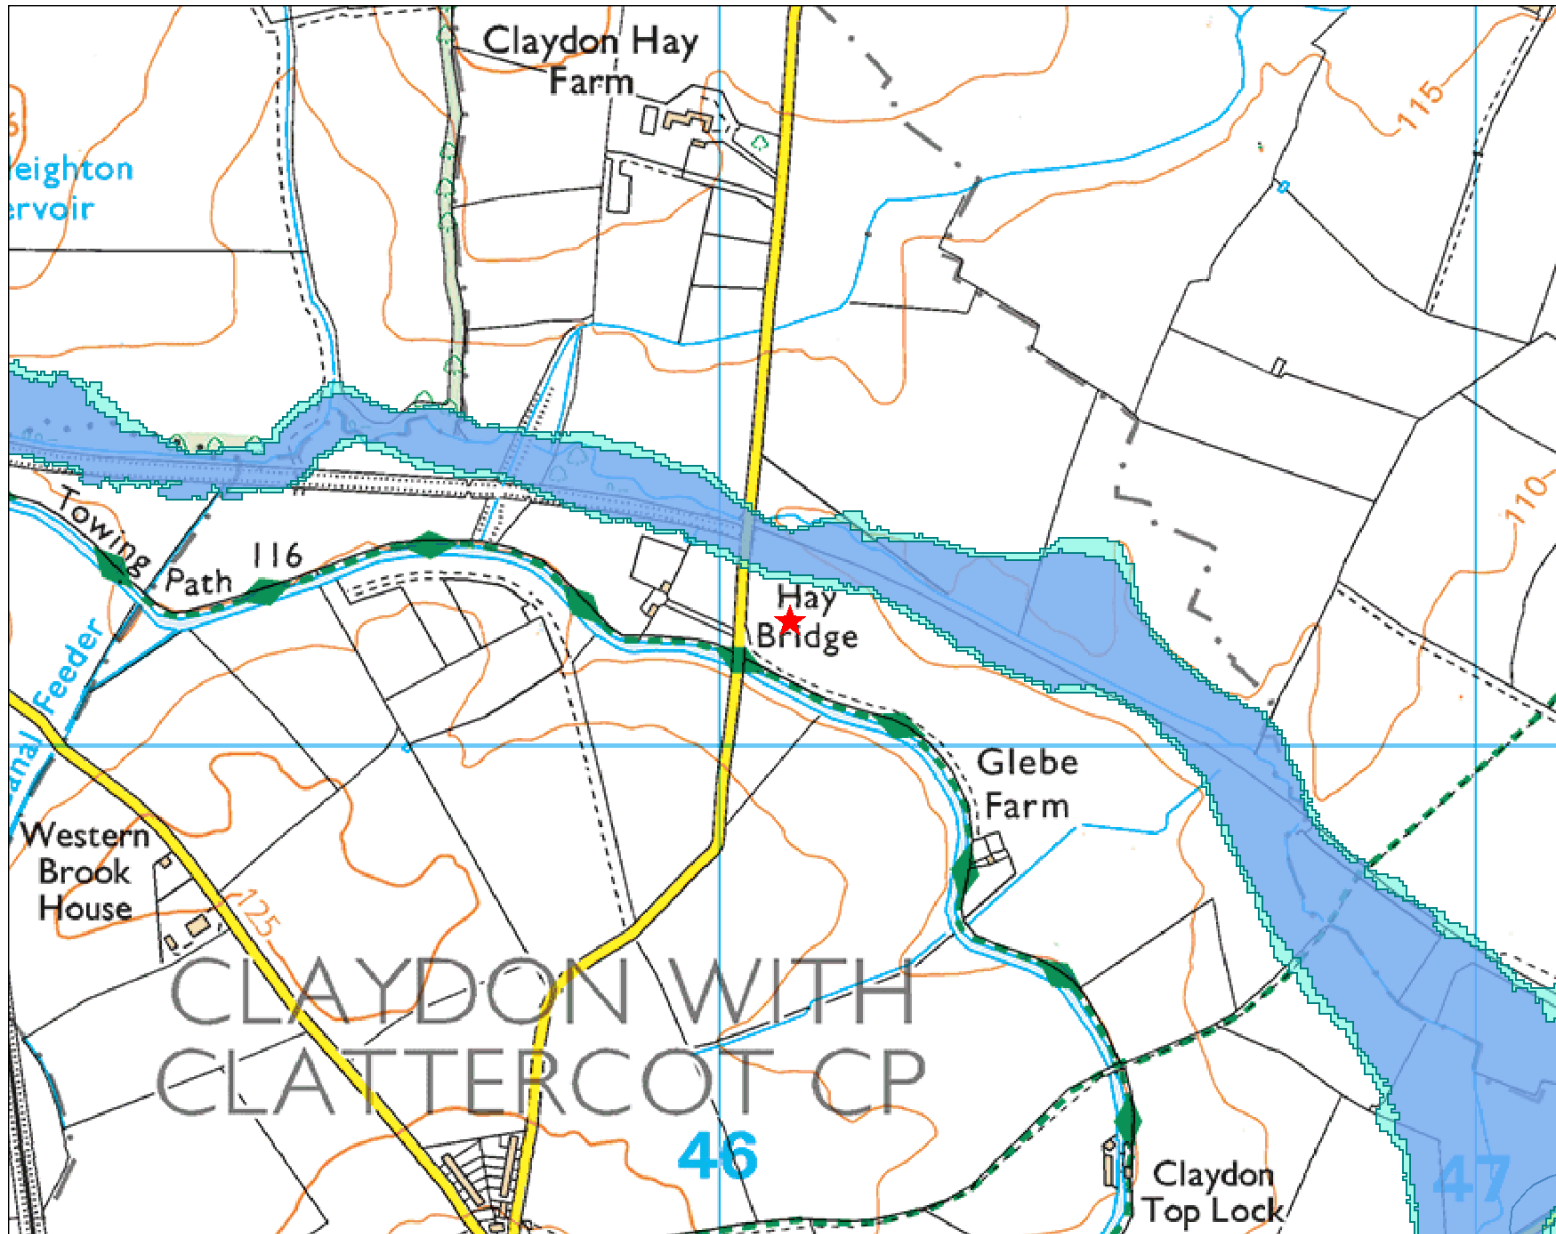 Claydon Hay
Farm
115
eighton
ervoir
110
Towing
Path
116
Hay
Bridge
Canal Feeder
Glebe
Farm
Western
Brook
House
125
CLAYDON WITH
CLATTERCOT CP
46
47
Claydon
Top Lock